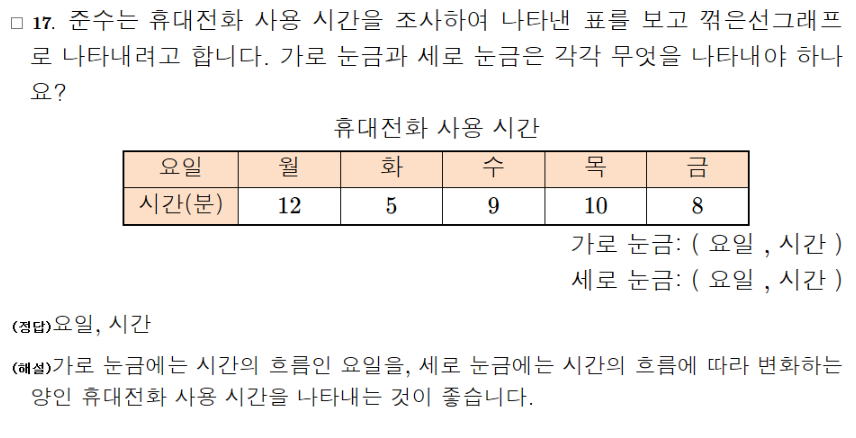 □ 17. 준수는 휴대전화 사용 시간을 조사하여 나타낸 표를 보고 꺾은선그래프
로 나타내려고 합니다. 가로 눈금과 세로 눈금은 각각 무엇을 나타내야 하나
요?
휴대전화 사용 시간
요일 월 화 수 목 금
시간(분) 12 5 9 10 8
가로 눈금: ( 요일 , 시간 )
세로 눈금: ( 요일 , 시간 )
(정답)요일, 시간
(해설)가로 눈금에는 시간의 흐름인 요일을, 세로 눈금에는 시간의 흐름에 따라 변화하는
양인 휴대전화 사용 시간을 나타내는 것이 좋습니다.